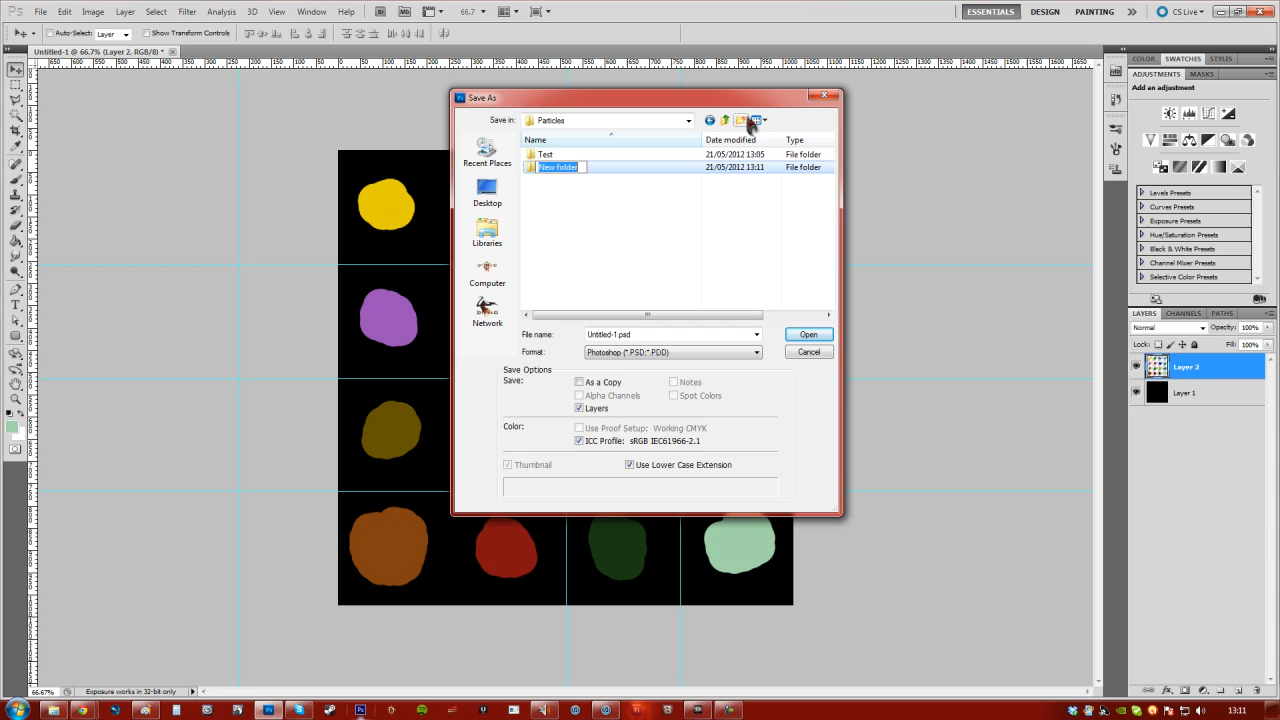 Ps File Edit Image Layer Select Filter Analysis 3D View Window Help Br Mb 66.7 ESSENTIALS DESIGN PAINTING CS Live
Auto-Select: Layer Show Transform Controls
Untitled-1 @ 66.7% (Layer 2, RGB/8) *
Save As
Save in: Particles
Name Date modified Type
Test 21/05/2012 13:05 File folder
New folder 21/05/2012 13:11 File folder
Recent Places
Desktop
Libraries
Computer
Network
File name: Untitled-1.psd Open
Format: Photoshop (*.PSD;*.PDD) Cancel
Save Options
Save: As a Copy Notes
Alpha Channels Spot Colors
Layers
Color: Use Proof Setup: Working CMYK
ICC Profile: sRGB IEC61966-2.1
Thumbnail Use Lower Case Extension
COLOR SWATCHES STYLES
ADJUSTMENTS MASKS
Add an adjustment
Levels Presets
Curves Presets
Exposure Presets
Hue/Saturation Presets
Black & White Presets
Channel Mixer Presets
Selective Color Presets
LAYERS CHANNELS PATHS
Normal Opacity: 100%
Lock: Fill: 100%
Layer 2
Layer 1
66.67% Exposure works in 32-bit only
13:11